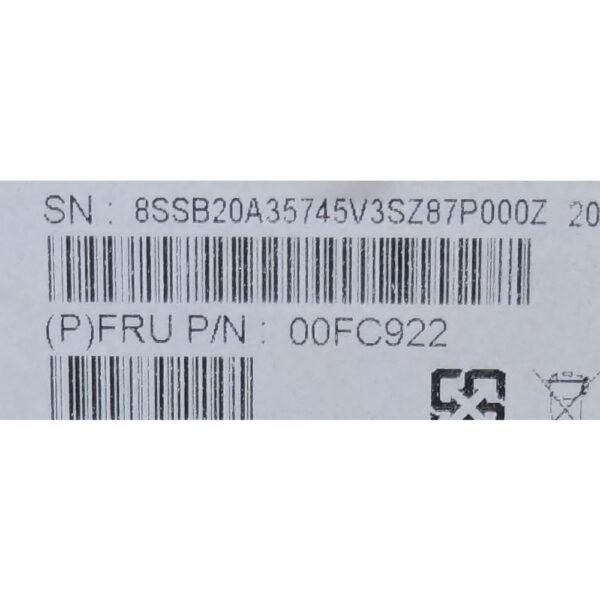 SN : 8SSB20A35745V3SZ87P000Z 20
(P)FRU P/N : 00FC922